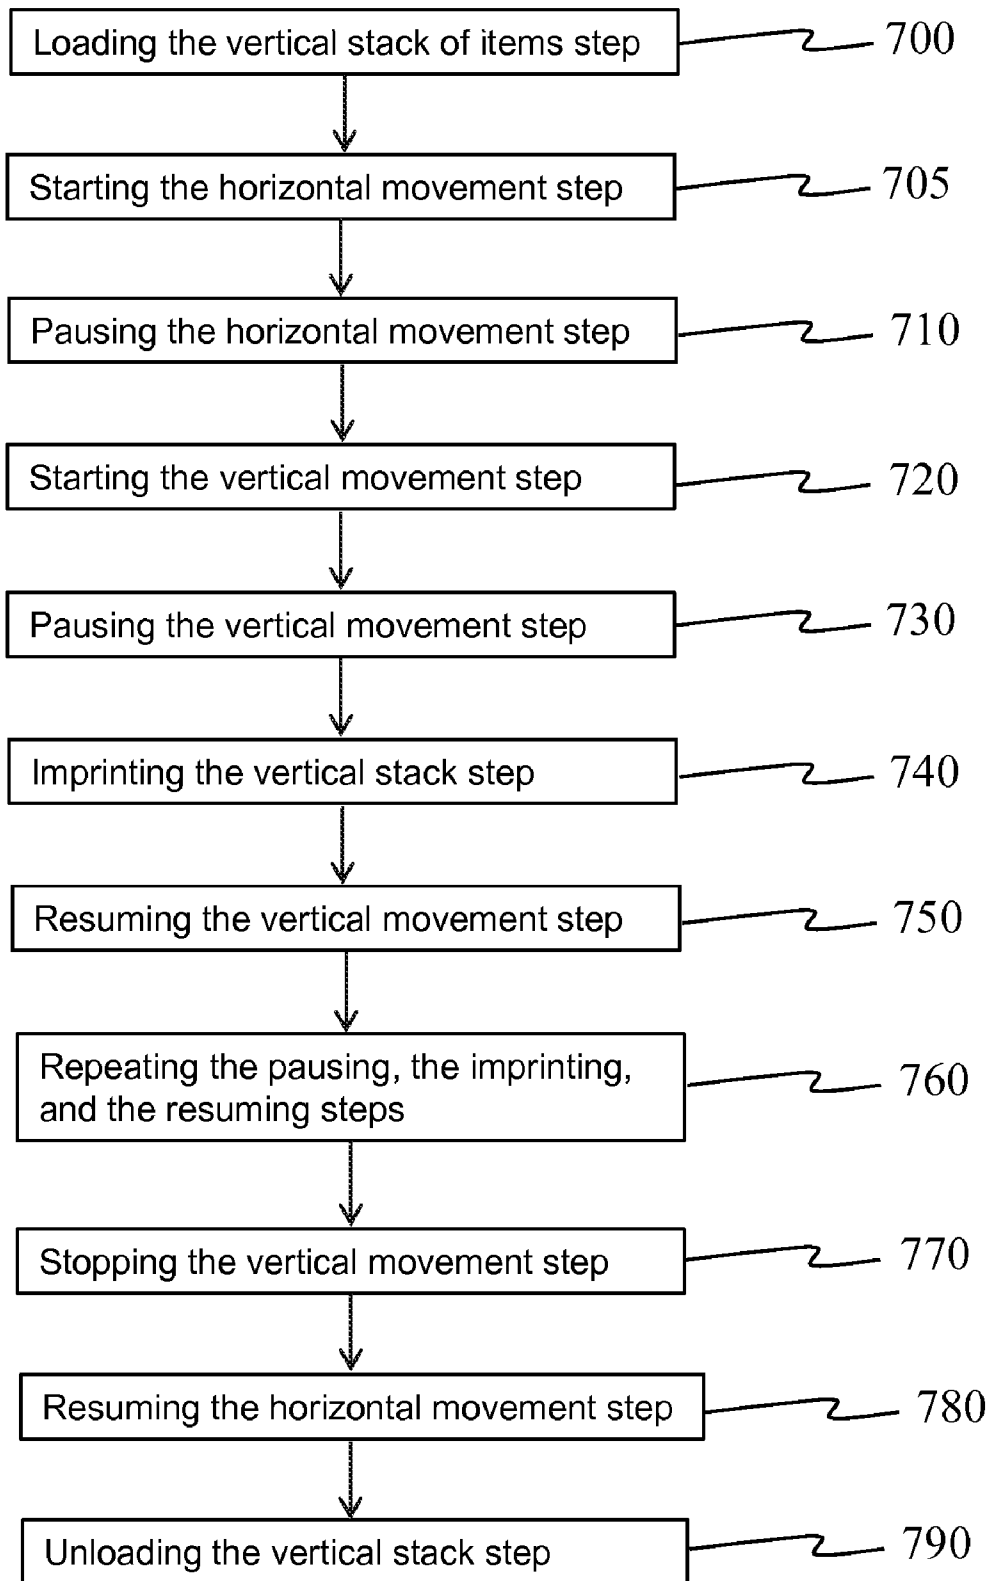 Loading the vertical stack of items step 700
Starting the horizontal movement step 705
Pausing the horizontal movement step 710
Starting the vertical movement step 720
Pausing the vertical movement step 730
Imprinting the vertical stack step 740
Resuming the vertical movement step 750
Repeating the pausing, the imprinting,
and the resuming steps 760
Stopping the vertical movement step 770
Resuming the horizontal movement step 780
Unloading the vertical stack step 790